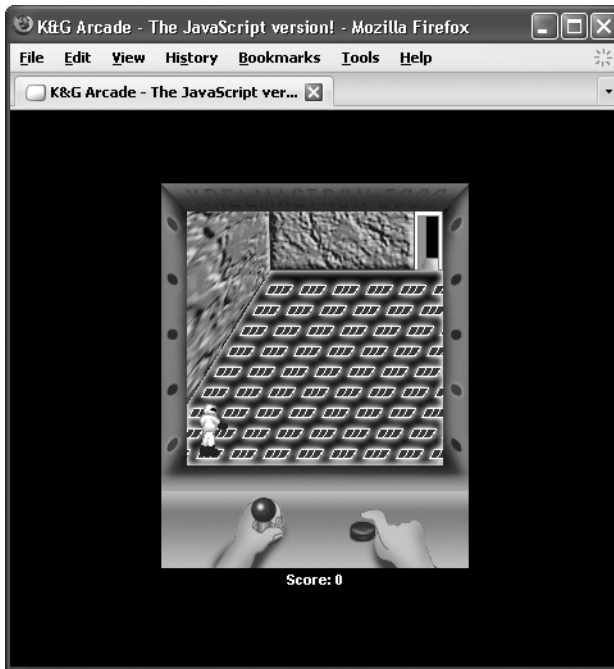 K&G Arcade - The JavaScript version! - Mozilla Firefox
File Edit View History Bookmarks Tools Help
K&G Arcade - The JavaScript ver...
Score: 0